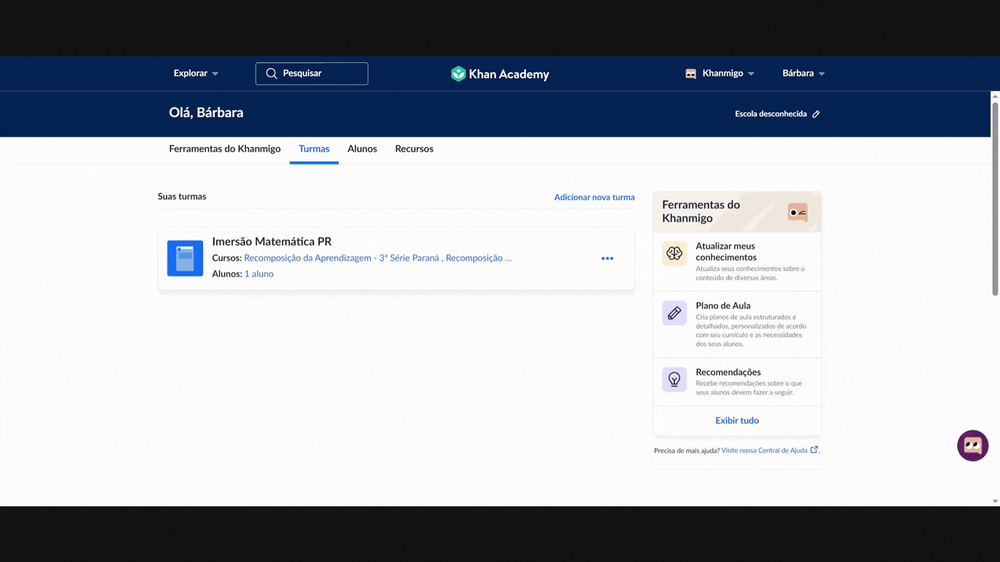 Explorar
Pesquisar
Khan Academy
Khanmigo
Bárbara
Olá, Bárbara
Escola desconhecida
Ferramentas do Khanmigo
Turmas
Alunos
Recursos
Suas turmas
Adicionar nova turma
Imersão Matemática PR
Cursos: Recomposição da Aprendizagem - 3ª Série Paraná , Recomposição ...
Alunos: 1 aluno
Ferramentas do
Khanmigo
Atualizar meus
conhecimentos
Atualiza seus conhecimentos sobre o
conteúdo de diversas áreas.
Plano de Aula
Cria planos de aula estruturados e
detalhados, personalizados de acordo
com seu currículo e as necessidades
dos seus alunos.
Recomendações
Recebe recomendações sobre o que
seus alunos devem fazer a seguir.
Exibir tudo
Precisa de mais ajuda? Visite nossa Central de Ajuda .